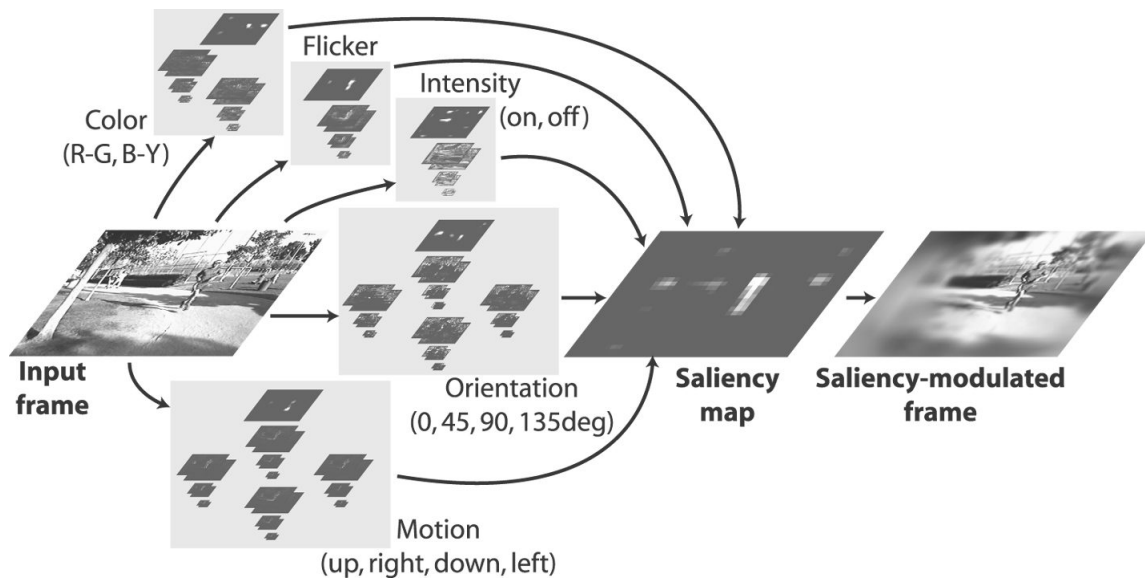 Flicker
Intensity
(on, off)
Color
(R-G, B-Y)
Input
frame
Orientation
(0, 45, 90, 135deg)
Saliency
map
Saliency-modulated
frame
Motion
(up, right, down, left)